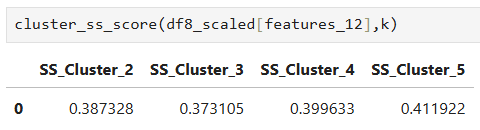 cluster_ss_score(df8_scaled[features_12],k)
SS_Cluster_2 SS_Cluster_3 SS_Cluster_4 SS_Cluster_5
0 0.387328 0.373105 0.399633 0.411922